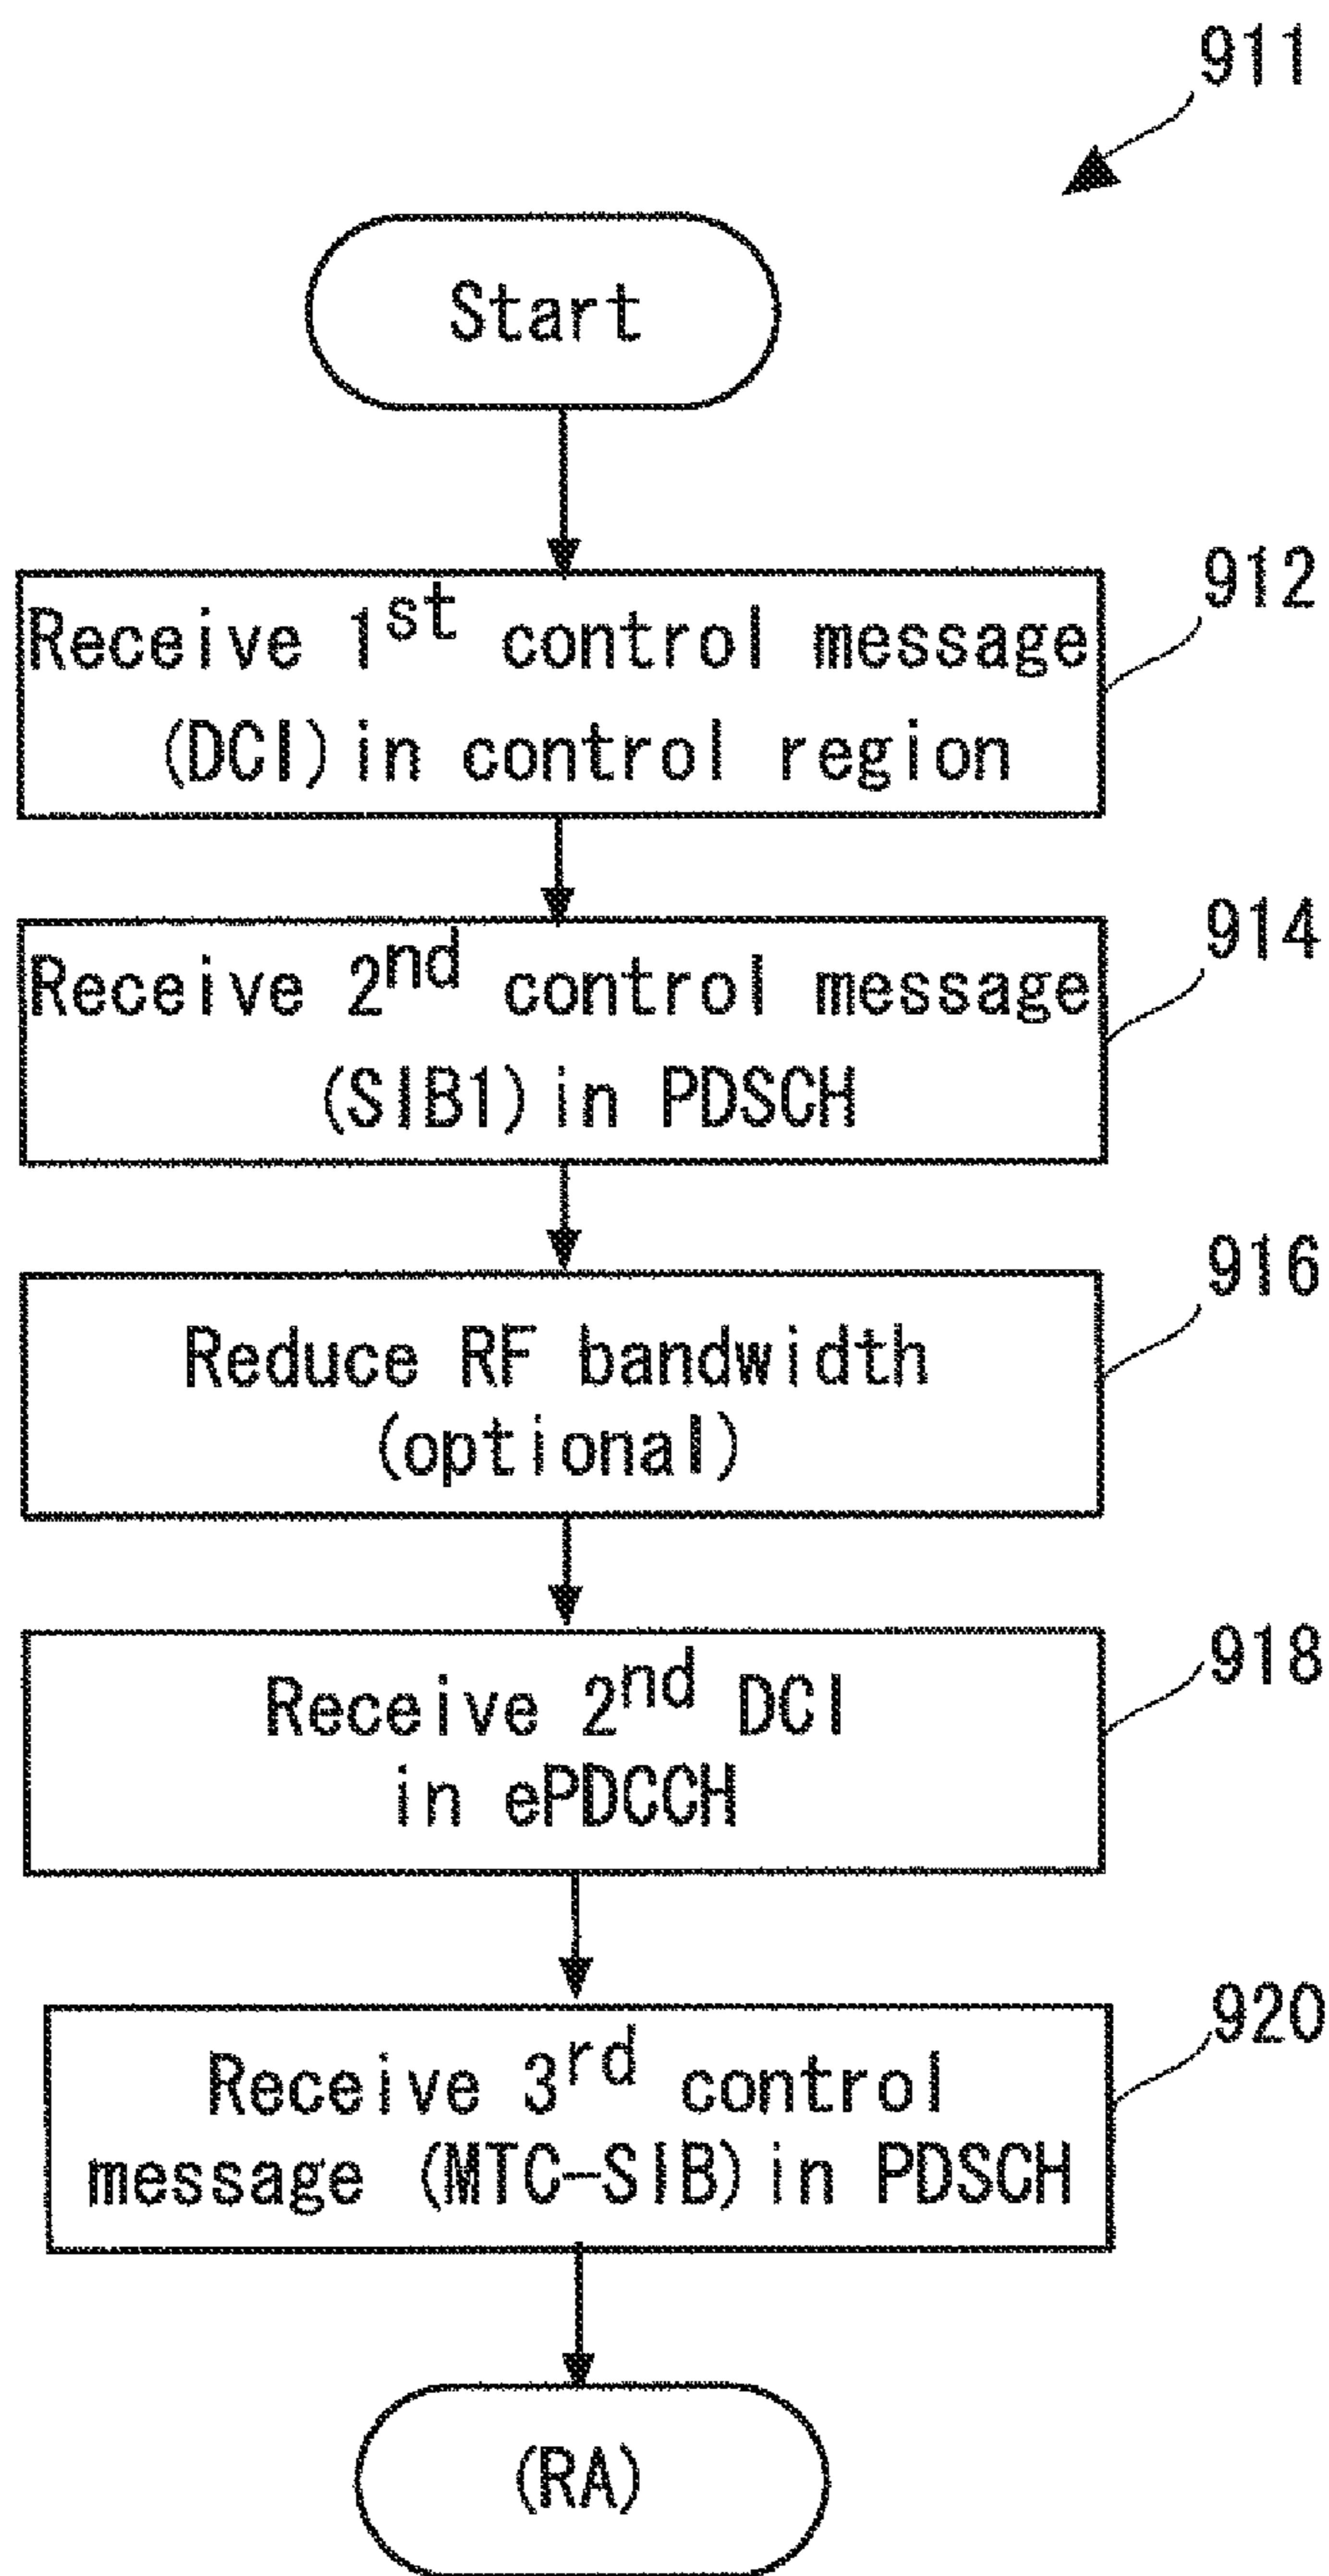 911
Start
912
Receive 1st control message
(DCI) in control region
914
Receive 2nd control message
(SIB1) in PDSCH
916
Reduce RF bandwidth
(optional)
918
Receive 2nd DCI
in ePDCCH
920
Receive 3rd control
message (MTC-SIB) in PDSCH
(RA)